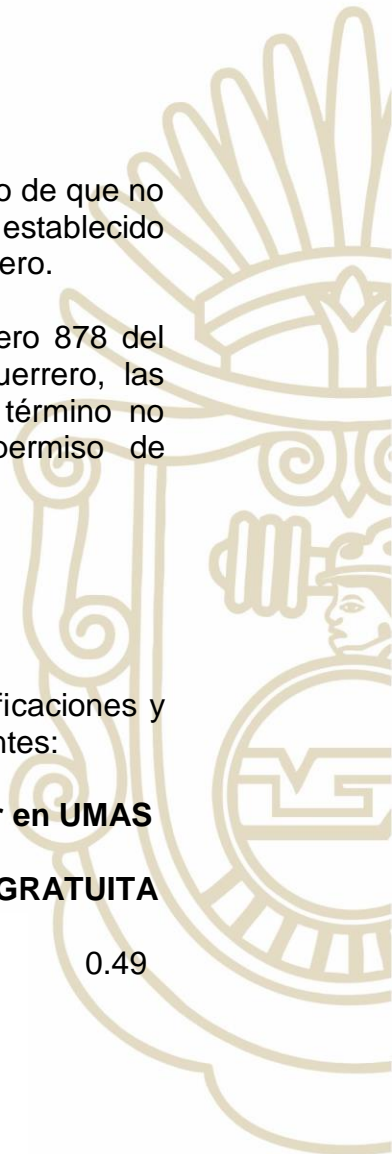 o de que no
establecido
ero.
ero 878 del
uerrero, las
término no
permiso de
ficaciones y
ntes:
r en UMAS
GRATUITA
0.49